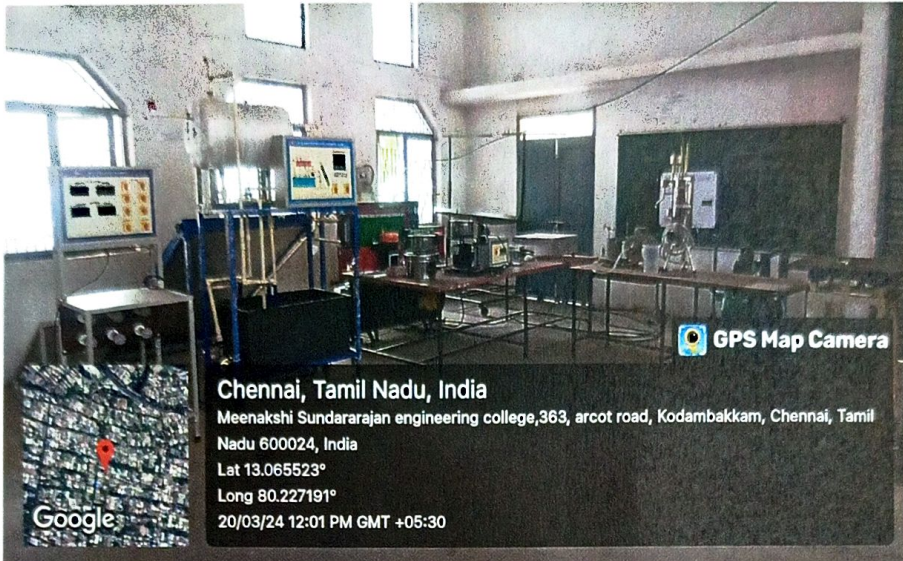 GPS Map Camera
Chennai, Tamil Nadu, India
Meenakshi Sundararajan engineering college,363, arcot road, Kodambakkam, Chennai, Tamil
Nadu 600024, India
Lat 13.065523°
Long 80.227191°
20/03/24 12:01 PM GMT +05:30
Google